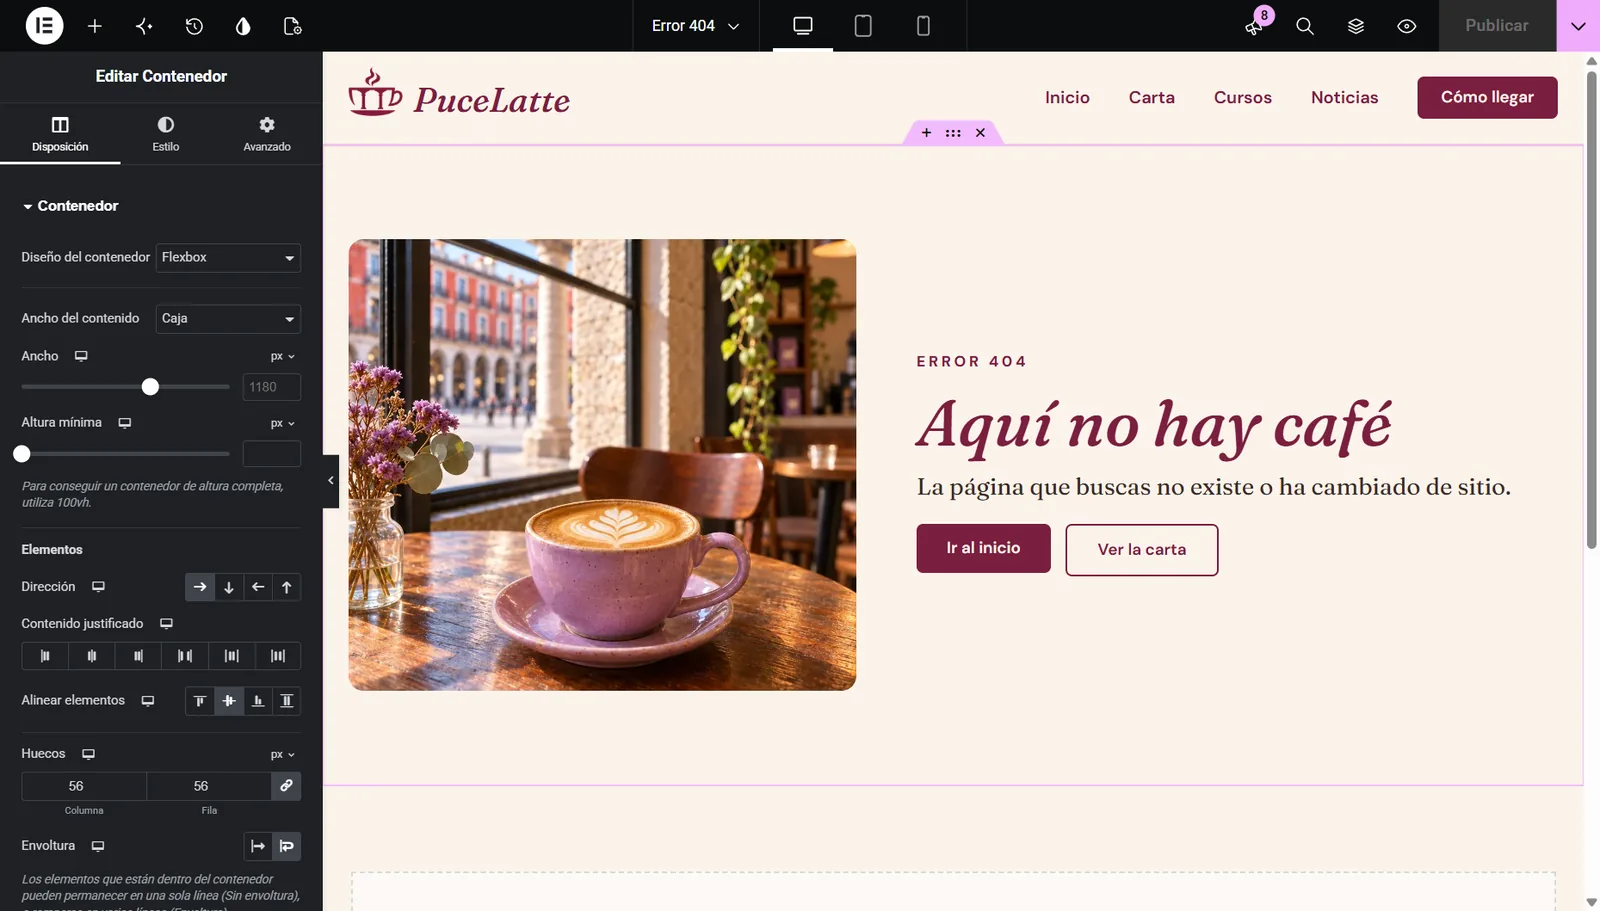 Error 404
8
Publicar
Editar Contenedor
Disposición
Estilo
Avanzado
Contenedor
Diseño del contenedor
Flexbox
Ancho del contenido
Caja
Ancho
px
1180
Altura mínima
px
Para conseguir un contenedor de altura completa,
utiliza 100vh.
Elementos
Dirección
Contenido justificado
Alinear elementos
Huecos
px
56
56
Columna
Fila
Envoltura
Los elementos que están dentro del contenedor
pueden permanecer en una sola línea (Sin envoltura),
PuceLatte
Inicio
Carta
Cursos
Noticias
Cómo llegar
ERROR 404
Aquí no hay café
La página que buscas no existe o ha cambiado de sitio.
Ir al inicio
Ver la carta